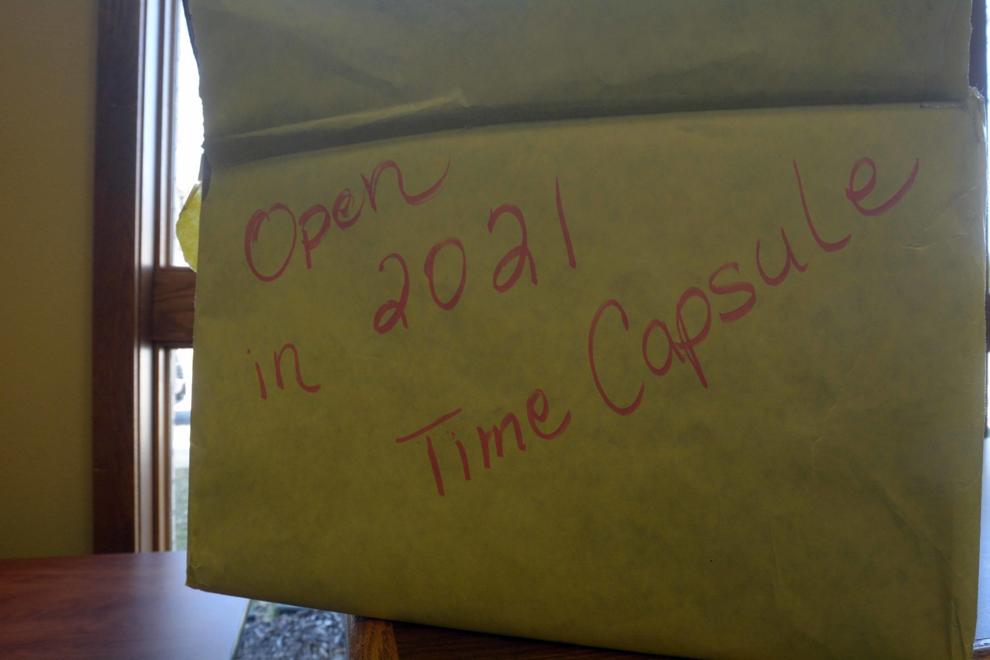 Open
in 2021
Time Capsule